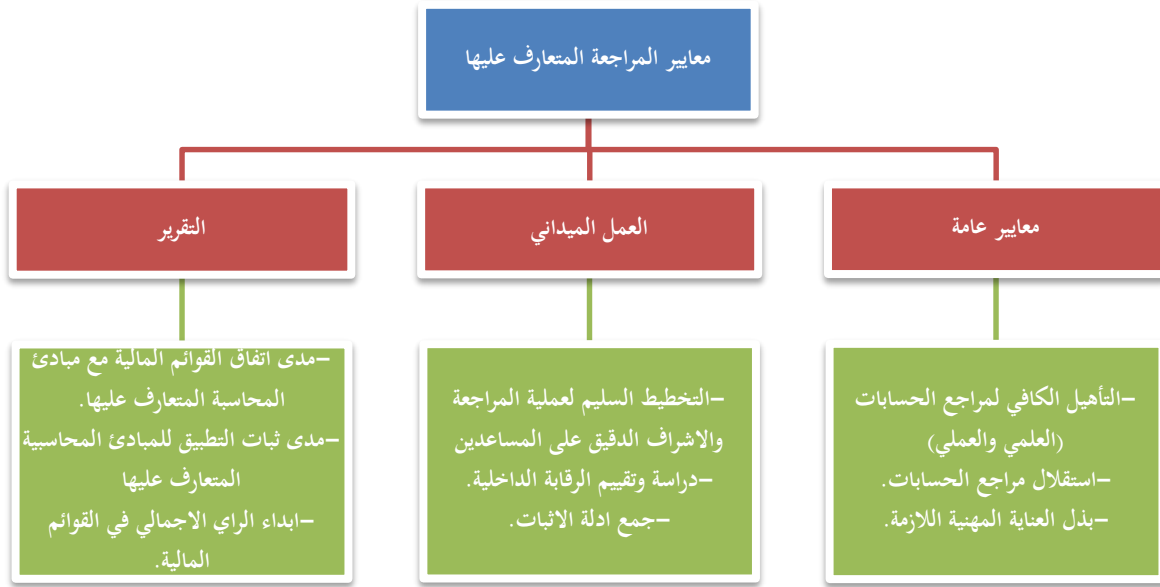 معايير المراجعة المتعارف عليها
معايير عامة
العمل الميداني
التقرير
–التأهيل الكافي لمراجع الحسابات
(العلمي والعملي)
–استقلال مراجع الحسابات.
–بذل العناية المهنية اللازمة.
–التخطيط السليم لعملية المراجعة
والاشراف الدقيق على المساعدين
–دراسة وتقييم الرقابة الداخلية.
–جمع ادلة الاثبات.
–مدى اتفاق القوائم المالية مع مبادئ
المحاسبة المتعارف عليها.
–مدى ثبات التطبيق للمبادئ المحاسبية
المتعارف عليها
–ابداء الراي الاجمالي في القوائم
المالية.